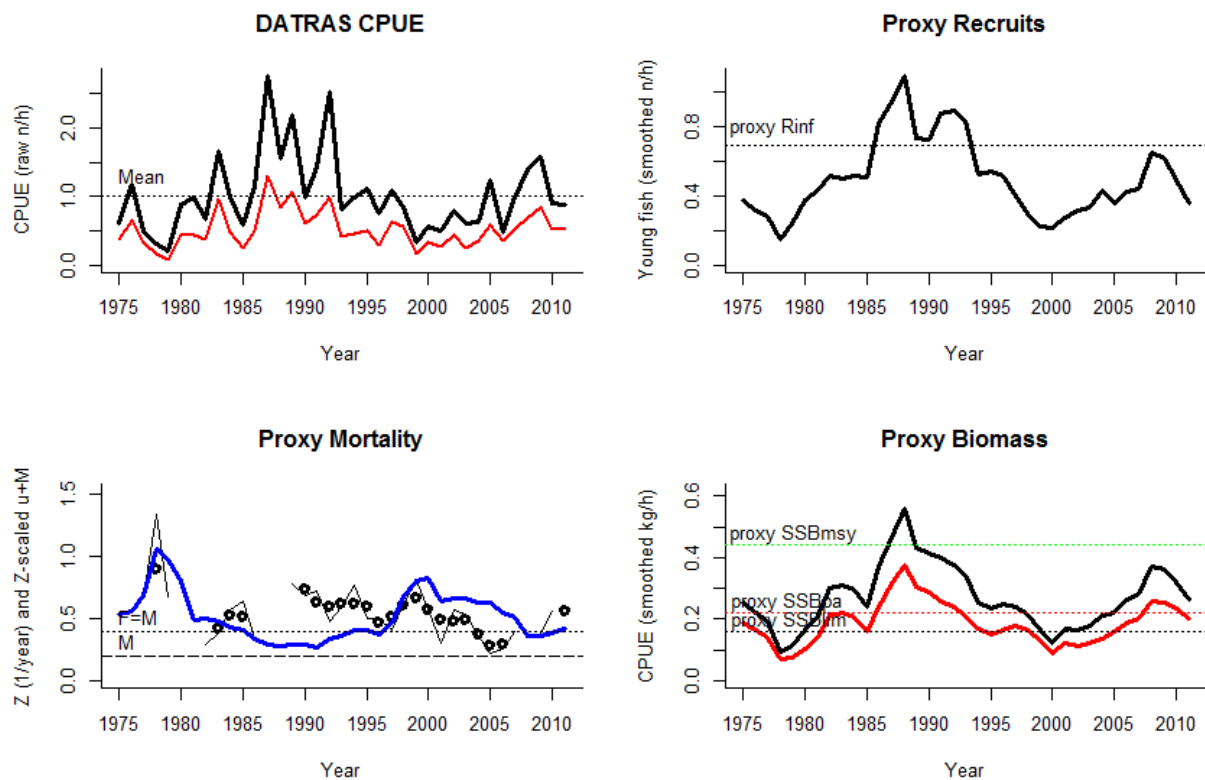 DATRAS CPUE
CPUE (raw n/h)
2.0
1.0
0.0
Mean
1975 1980 1985 1990 1995 2000 2005 2010
Year
Proxy Recruits
Young fish (smoothed n/h)
0.8
0.4
0.0
proxy Rinf
1975 1980 1985 1990 1995 2000 2005 2010
Year
Proxy Mortality
Z (1/year) and Z-scaled u+M
1.5
1.0
0.5
0.0
F=M
M
1975 1980 1985 1990 1995 2000 2005 2010
Year
Proxy Biomass
CPUE (smoothed kg/h)
0.6
0.4
0.2
0.0
proxy SSBmsy
proxy SSBpa
proxy SSBlim
1975 1980 1985 1990 1995 2000 2005 2010
Year